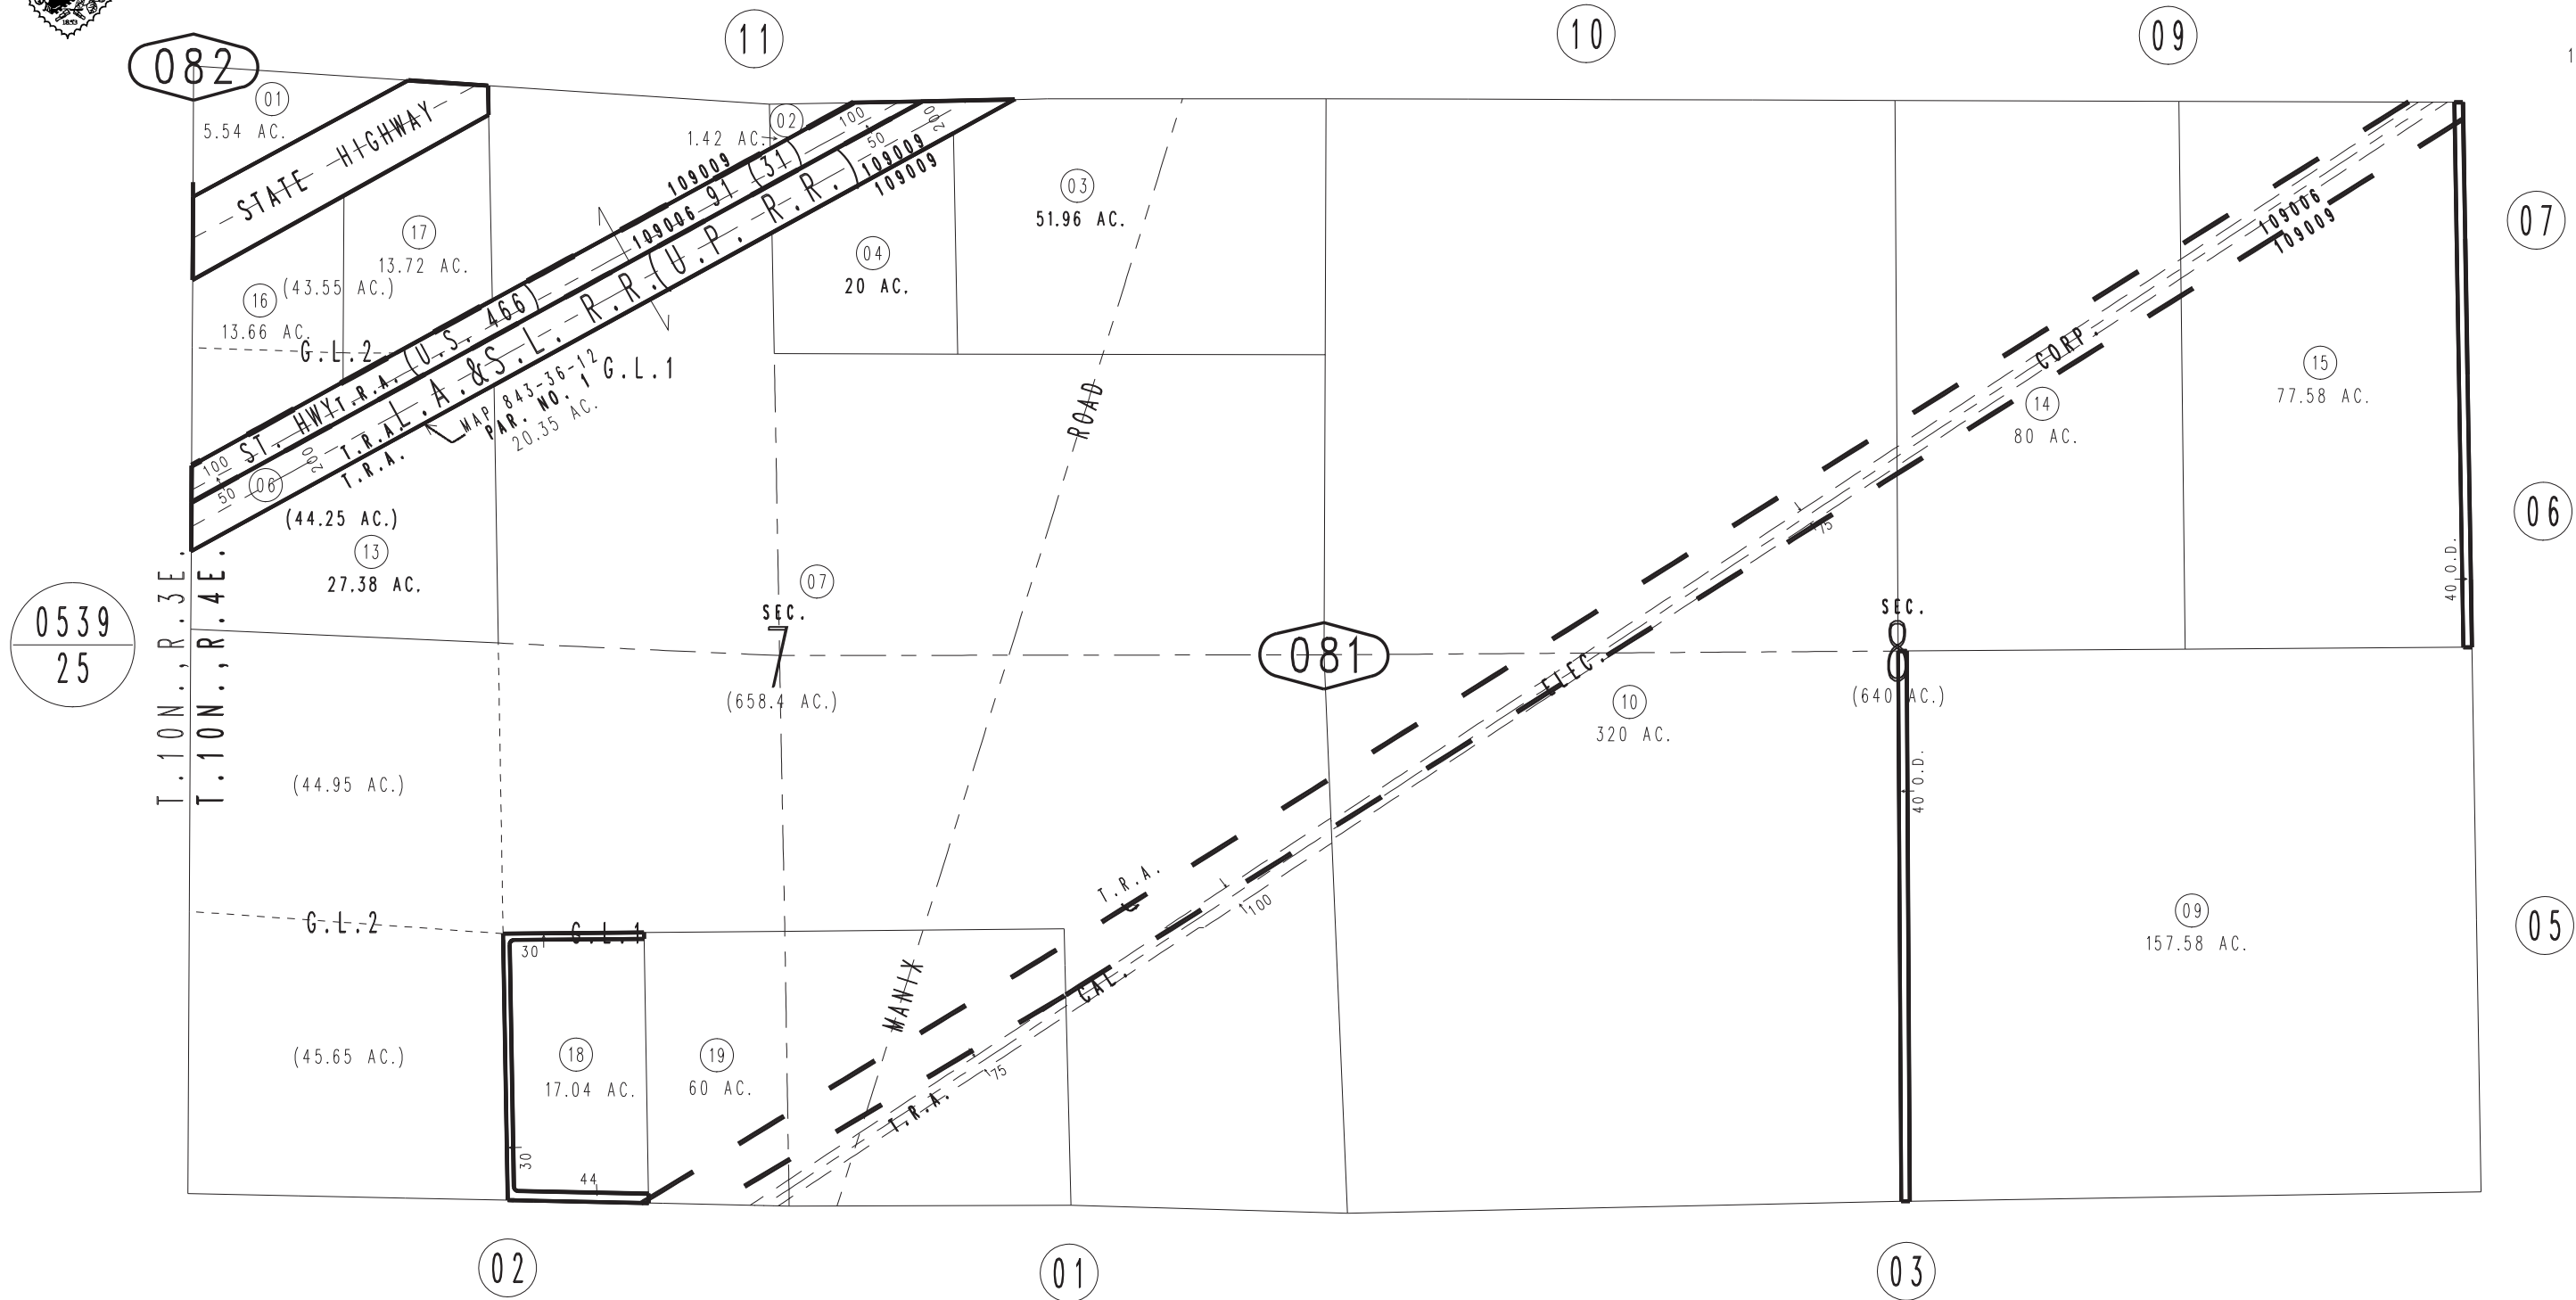 1853
11
10
09
1
082
01
5.54 AC.
STATE HIGHWAY
02
1.42 AC.
100
50
200
109009
109009
109009
109006
91
(31)
03
51.96 AC.
04
20 AC.
17
13.72 AC.
(43.55 AC.)
16
13.66 AC.
G.L.2
ST. HWY
T.R.A.
(U.S. 466)
L.A.&S.L. R.R.
(U.P. R.R.)
MAP 843-36-12
PAR. NO. 1
20.35 AC.
G.L.1
100
50
06
200
T.R.A.
T.R.A.
(44.25 AC.)
13
27.38 AC.
T.10N.,R.3E.
T.10N.,R.4E.
0539
25
07
SEC.
7
(658.4 AC.)
MANIX ROAD
081
109006
109009
CAL. ELEC. CORP.
07
06
05
15
77.58 AC.
14
80 AC.
40 O.D.
75
SEC.
8
(640 AC.)
10
320 AC.
40 O.D.
09
157.58 AC.
(44.95 AC.)
G.L.2
(45.65 AC.)
G.L.1
30
18
17.04 AC.
30
44
19
60 AC.
T.R.A.
100
75
T.R.A.
02
01
03